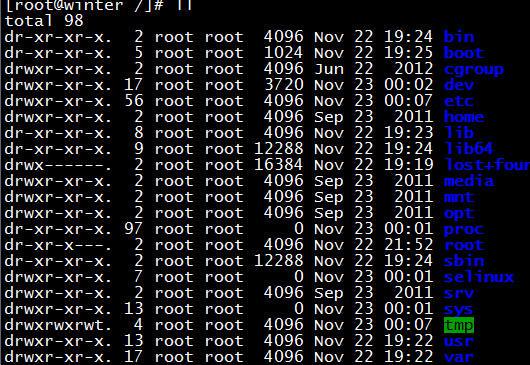 [root@winter /]# ll
total 98
dr-xr-xr-x. 2 root root 4096 Nov 22 19:24 bin
dr-xr-xr-x. 5 root root 1024 Nov 22 19:25 boot
drwxr-xr-x. 2 root root 4096 Jun 22 2012 cgroup
drwxr-xr-x. 17 root root 3720 Nov 23 00:02 dev
drwxr-xr-x. 56 root root 4096 Nov 23 00:07 etc
drwxr-xr-x. 2 root root 4096 Sep 23 2011 home
dr-xr-xr-x. 8 root root 4096 Nov 22 19:23 lib
dr-xr-xr-x. 9 root root 12288 Nov 22 19:24 lib64
drwx------. 2 root root 16384 Nov 22 19:19 lost+foun
drwxr-xr-x. 2 root root 4096 Sep 23 2011 media
drwxr-xr-x. 2 root root 4096 Sep 23 2011 mnt
drwxr-xr-x. 2 root root 4096 Sep 23 2011 opt
dr-xr-xr-x. 97 root root 0 Nov 23 00:01 proc
dr-xr-x---. 2 root root 4096 Nov 22 21:52 root
dr-xr-xr-x. 2 root root 12288 Nov 22 19:24 sbin
drwxr-xr-x. 7 root root 0 Nov 23 00:01 selinux
drwxr-xr-x. 2 root root 4096 Sep 23 2011 srv
drwxr-xr-x. 13 root root 0 Nov 23 00:01 sys
drwxrwxrwt. 4 root root 4096 Nov 23 00:07 tmp
drwxr-xr-x. 13 root root 4096 Nov 22 19:22 usr
drwxr-xr-x. 17 root root 4096 Nov 22 19:22 var